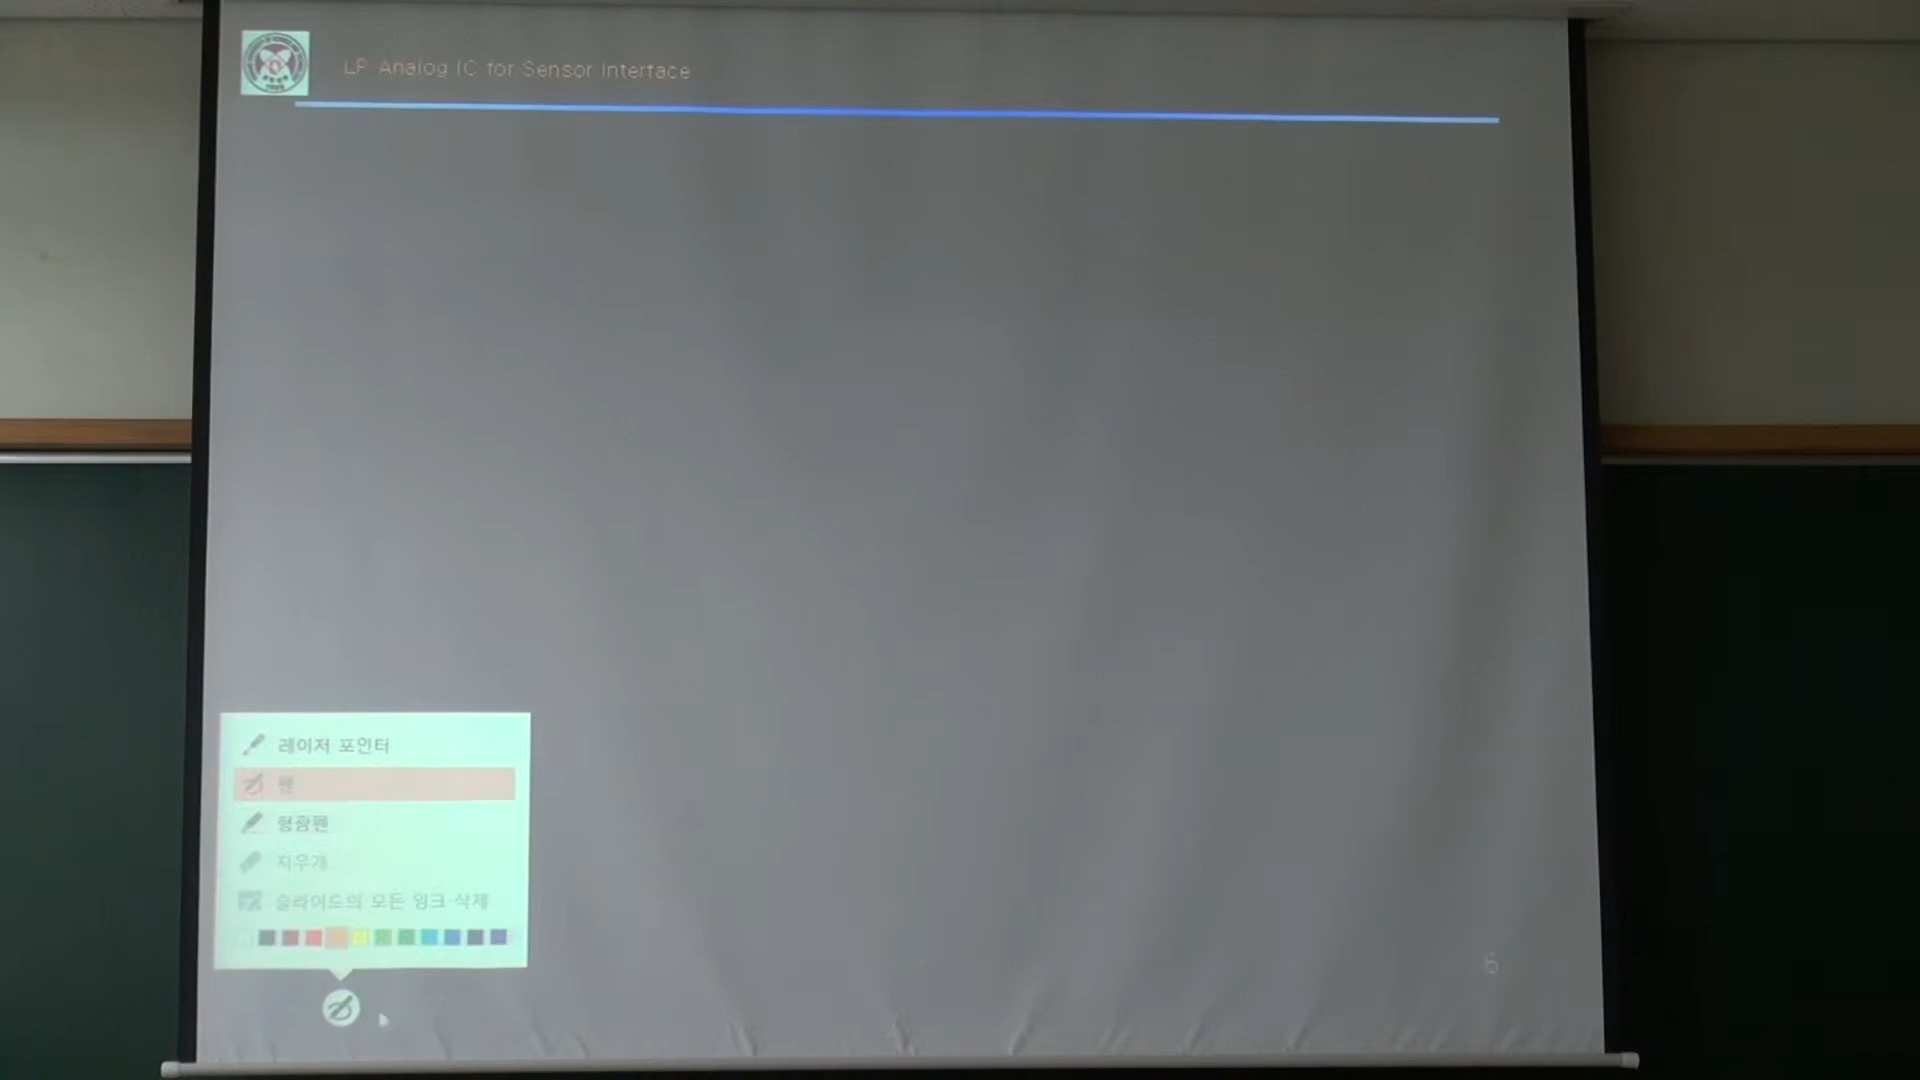 LP Analog IC for Sensor Interface
레이저 포인터
펜
형광펜
지우개
슬라이드의 모든 잉크 삭제
6